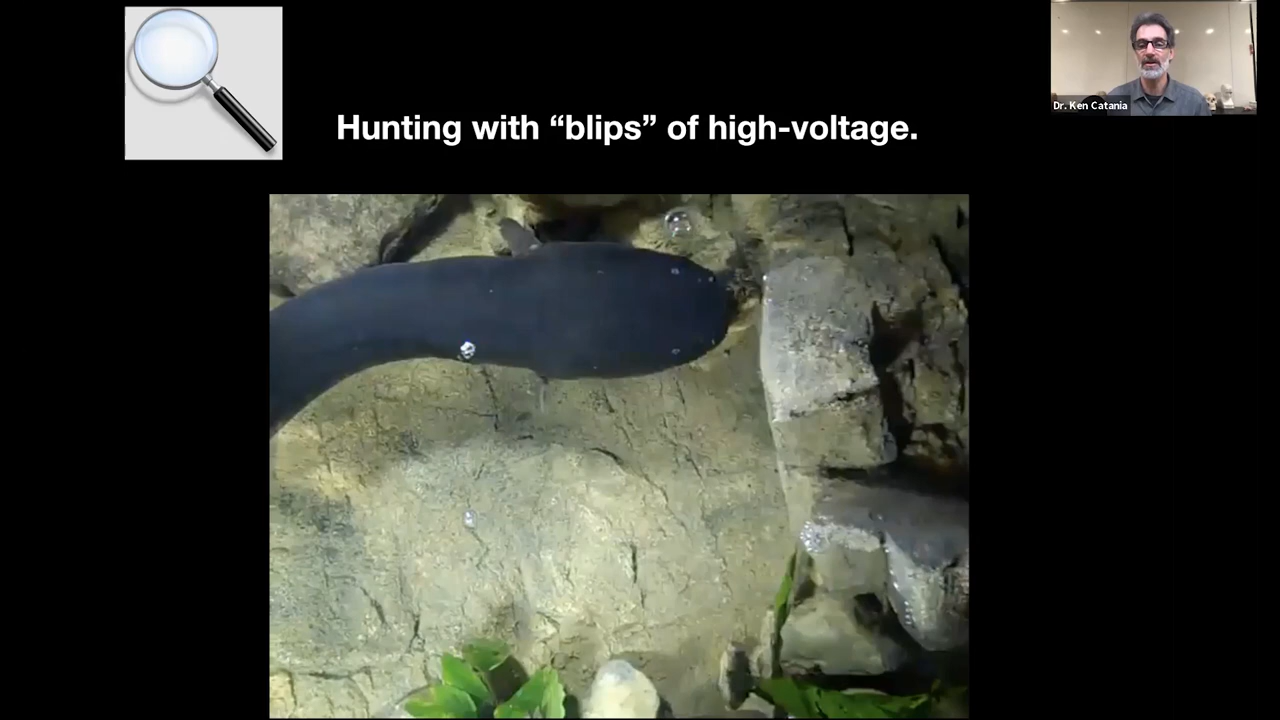 Dr. Ken Catania
Hunting with “blips” of high-voltage.